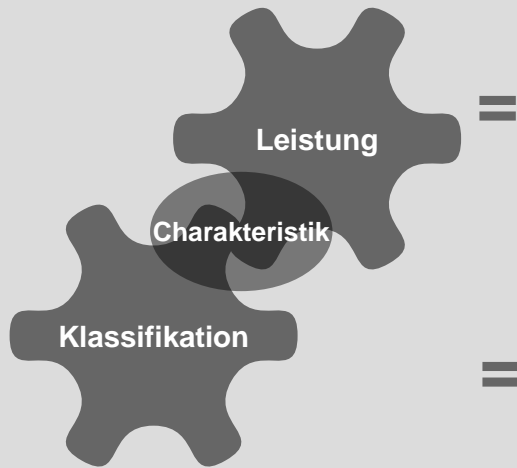 Leistung
=
Charakteristik
Klassifikation
=